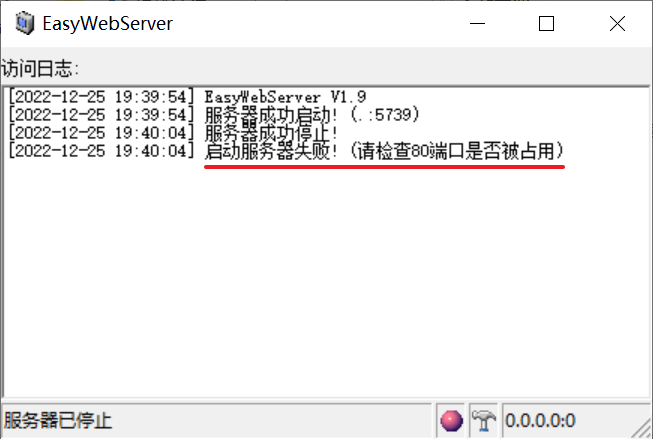 EasyWebServer
访问日志:
[2022-12-25 19:39:54] EasyWebServer V1.9
[2022-12-25 19:39:54] 服务器成功启动! (.:5739)
[2022-12-25 19:40:04] 服务器成功停止!
[2022-12-25 19:40:04] 启动服务器失败! (请检查80端口是否被占用)
服务器已停止
0.0.0.0:0